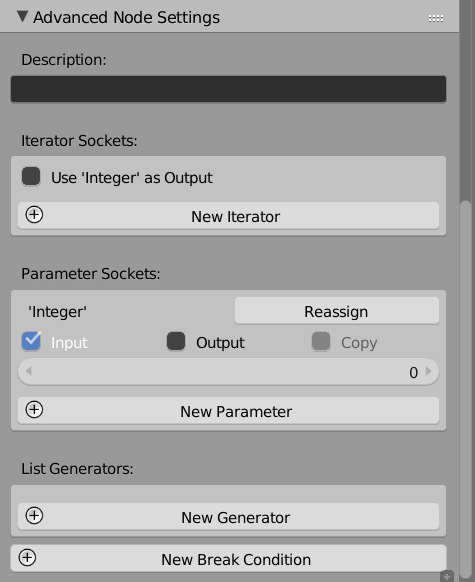 Advanced Node Settings
Description:
Iterator Sockets:
Use 'Integer' as Output
New Iterator
Parameter Sockets:
'Integer' Reassign
Input Output Copy
0
New Parameter
List Generators:
New Generator
New Break Condition